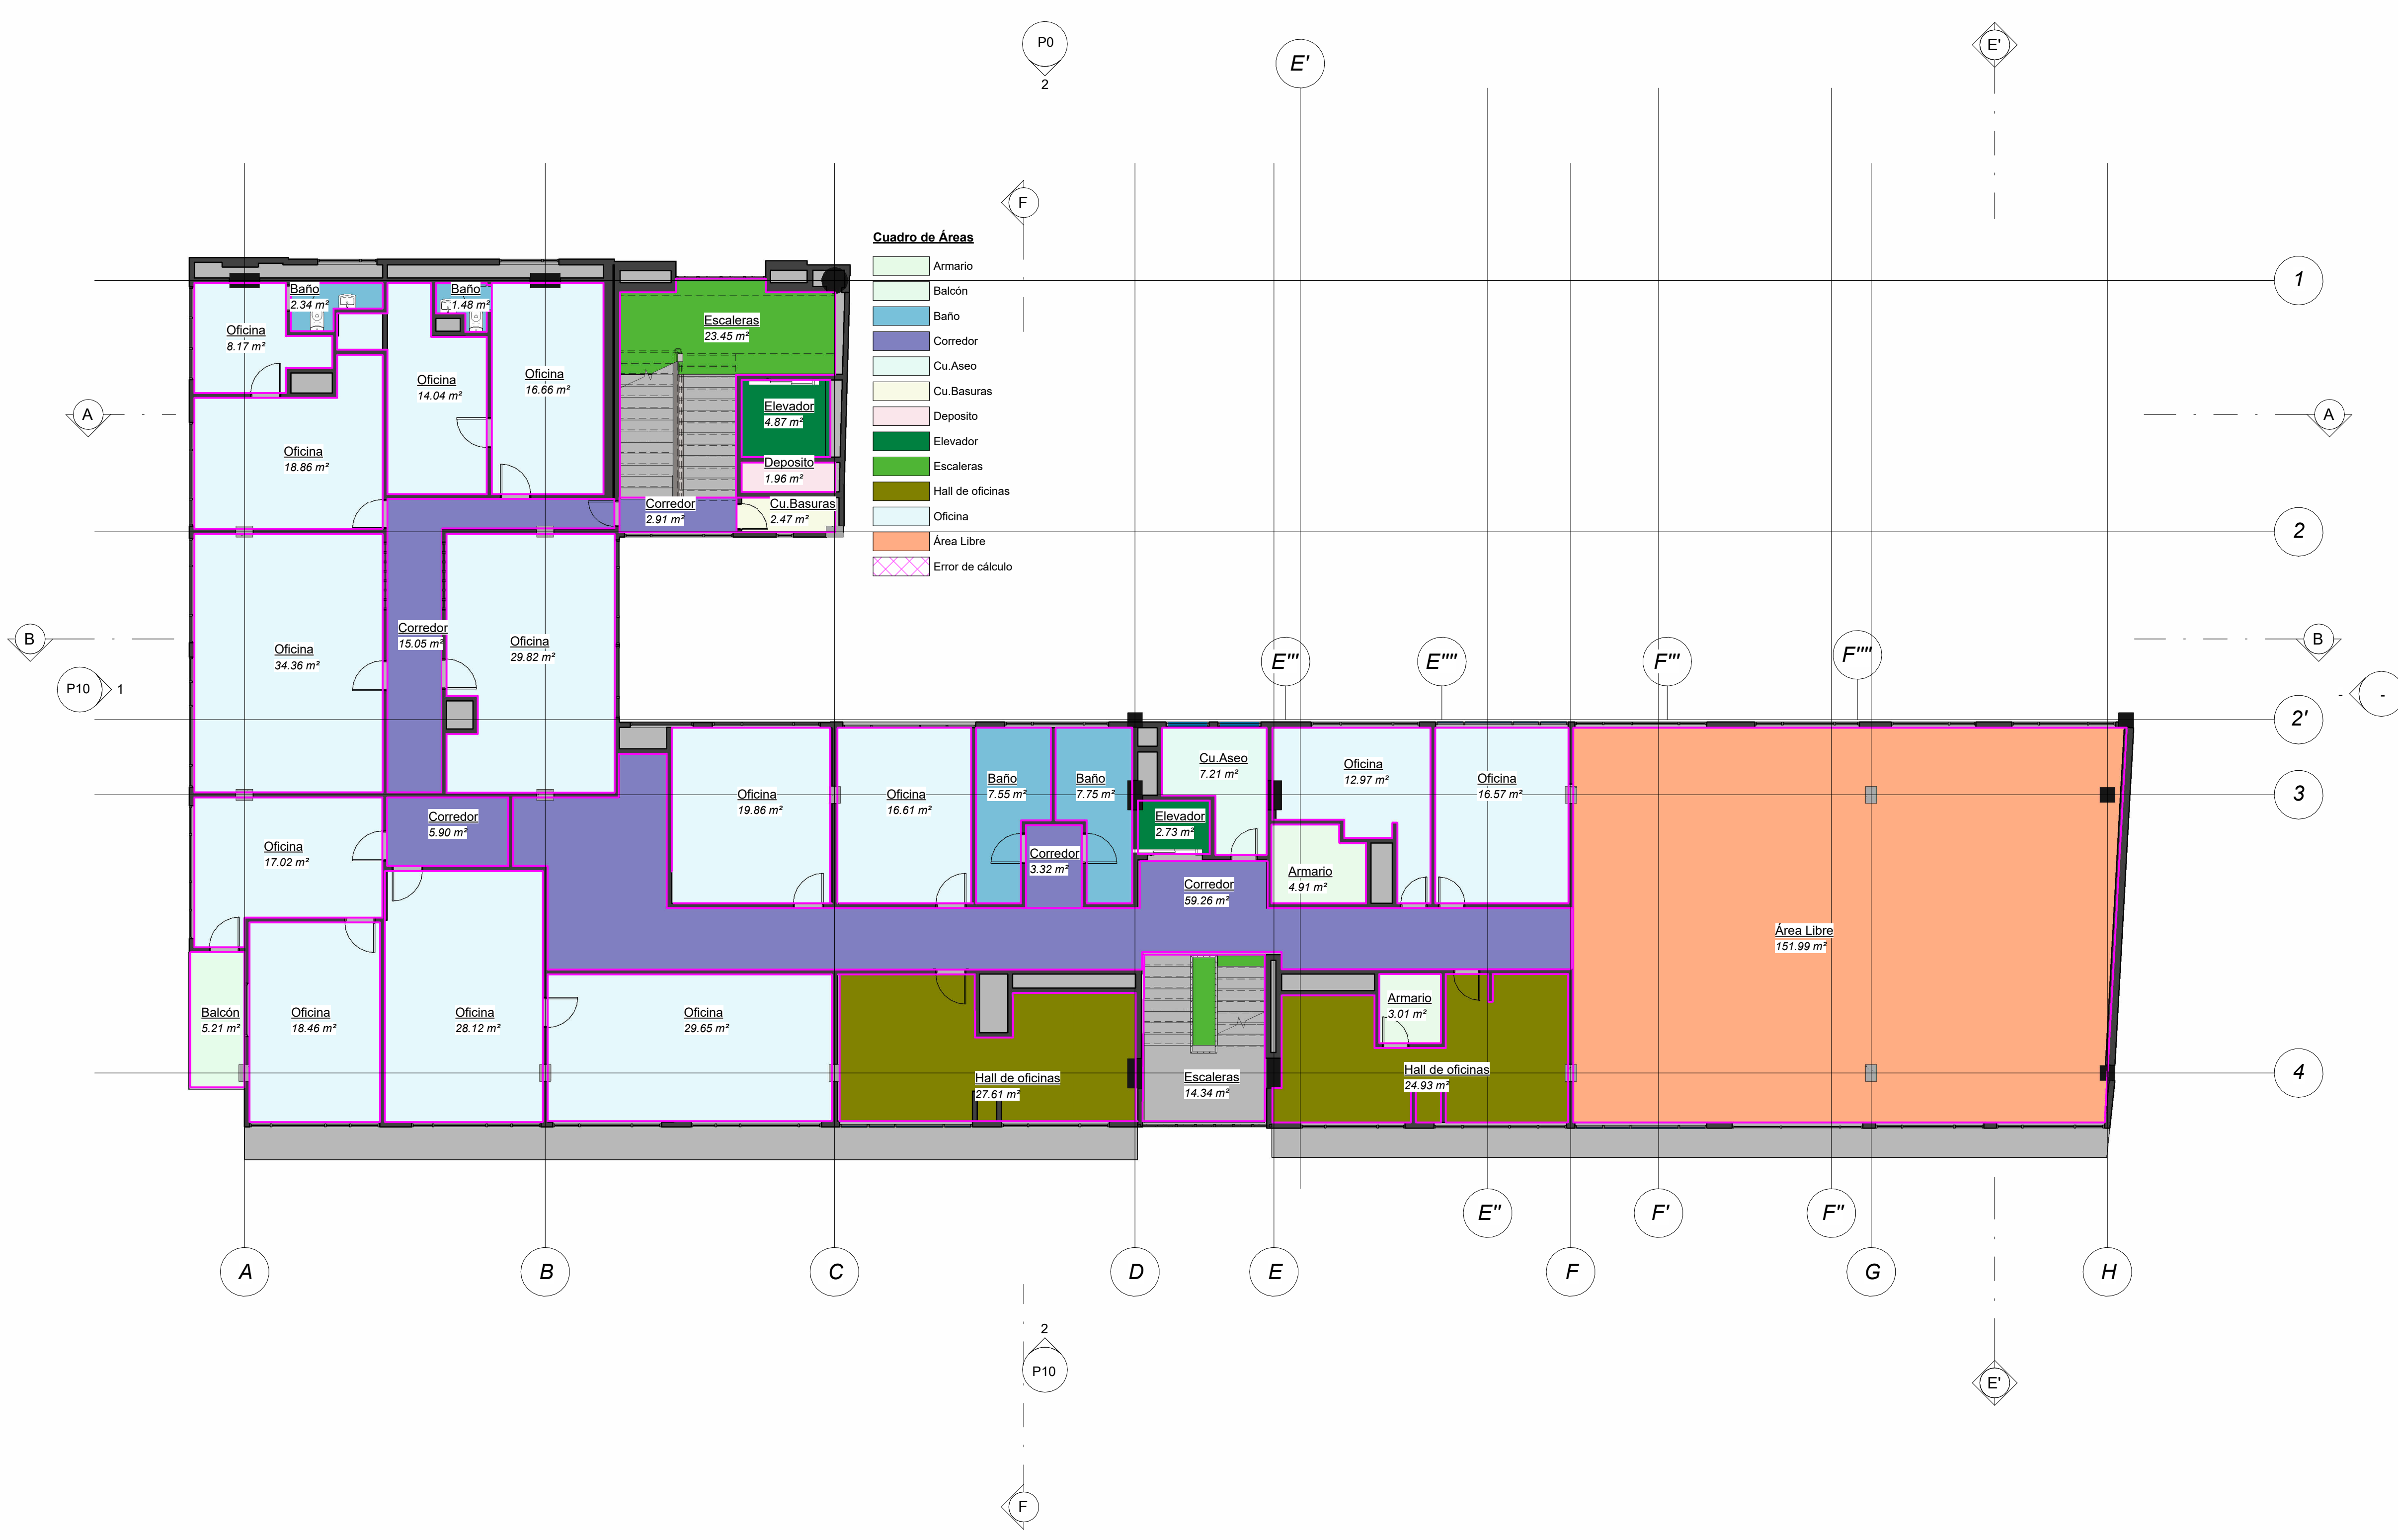 P0
2
E'
E'
F
Cuadro de Áreas
Armario
Balcón
Baño
Corredor
Cu.Aseo
Cu.Basuras
Deposito
Elevador
Escaleras
Hall de oficinas
Oficina
Área Libre
Error de cálculo
1
Baño
2.34 m²
Baño
1.48 m²
Oficina
8.17 m²
Escaleras
23.45 m²
Oficina
14.04 m²
Oficina
16.66 m²
A
A
Elevador
4.87 m²
Oficina
18.86 m²
Deposito
1.96 m²
Corredor
2.91 m²
Cu.Basuras
2.47 m²
2
Corredor
15.05 m²
Oficina
29.82 m²
Oficina
34.36 m²
B
B
E'''
E''''
F'''
F''''
P10
1
-
-
2'
Cu.Aseo
7.21 m²
Oficina
12.97 m²
Baño
7.55 m²
Baño
7.75 m²
Oficina
16.57 m²
Oficina
19.86 m²
Oficina
16.61 m²
3
Corredor
5.90 m²
Elevador
2.73 m²
Oficina
17.02 m²
Corredor
3.32 m²
Armario
4.91 m²
Corredor
59.26 m²
Área Libre
151.99 m²
Armario
3.01 m²
Balcón
5.21 m²
Oficina
18.46 m²
Oficina
28.12 m²
Oficina
29.65 m²
Hall de oficinas
27.61 m²
Escaleras
14.34 m²
Hall de oficinas
24.93 m²
4
E''
F'
F''
A
B
C
D
E
F
G
H
2
P10
E'
F